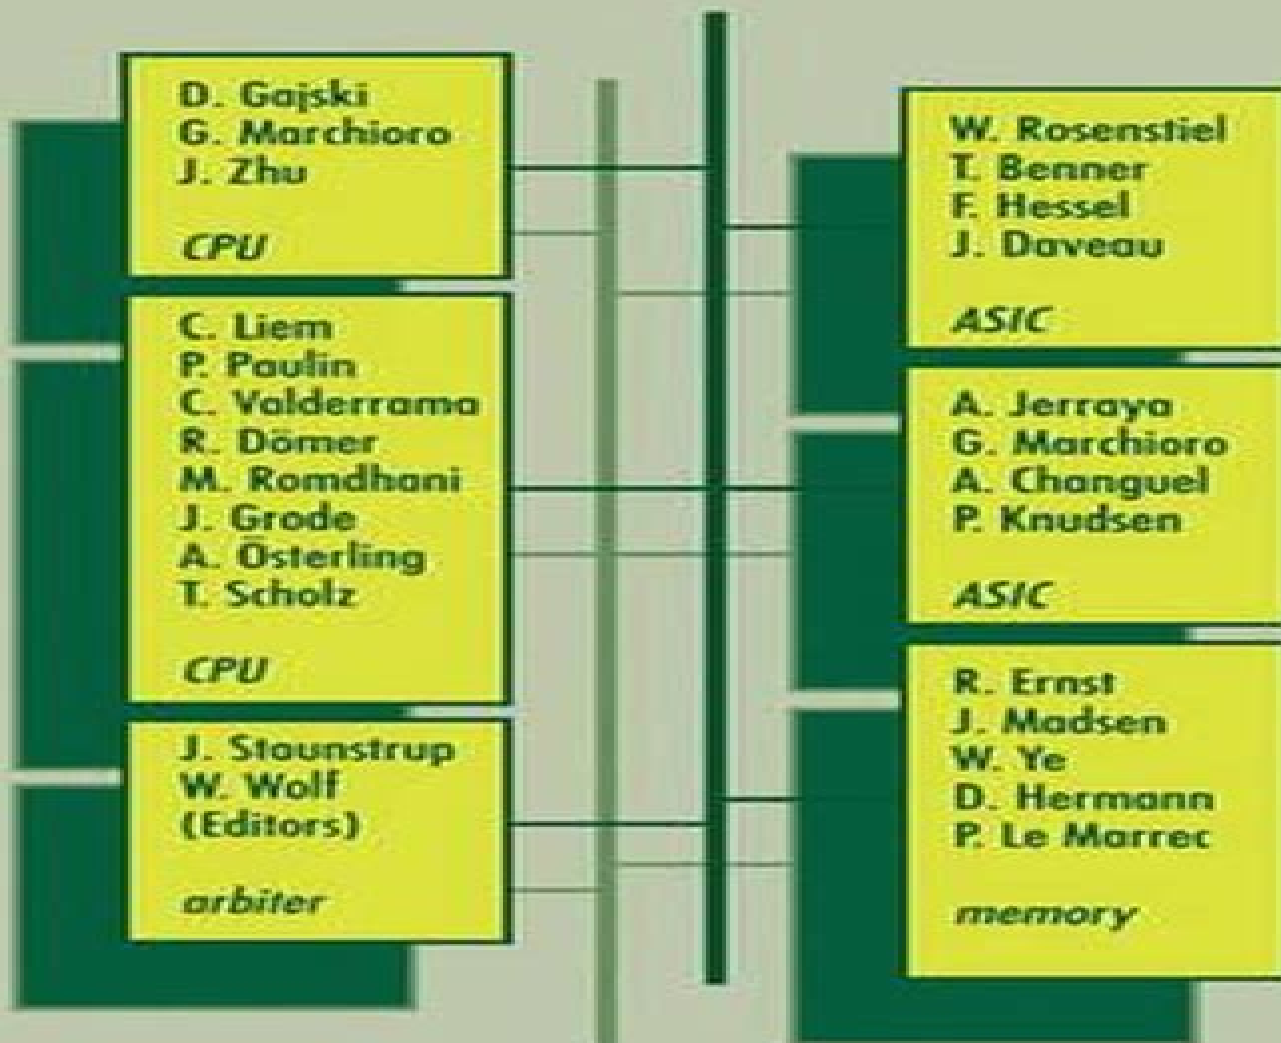 D. Gajski
G. Marchioro
J. Zhu
CPU
C. Liem
P. Paulin
C. Valderrama
R. Dömer
M. Romdhani
J. Grode
A. Österling
T. Scholz
CPU
J. Staunstrup
W. Wolf
(Editors)
arbiter
W. Rosenstiel
T. Benner
F. Hessel
J. Daveau
ASIC
A. Jerraya
G. Marchioro
A. Changuel
P. Knudsen
ASIC
R. Ernst
J. Madsen
W. Ye
D. Hermann
P. Le Marrec
memory